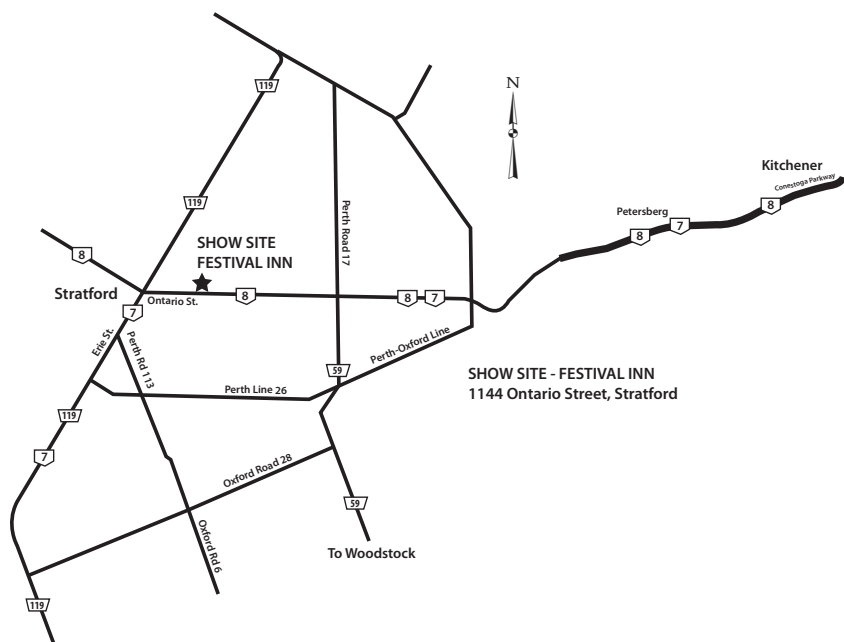 119
N
Kitchener
Conestoga Parkway
8
Petersberg
7
8
119
Perth Road 17
SHOW SITE
FESTIVAL INN
8
Stratford
Ontario St.
8
8
7
7
Erie St.
Perth Rd 113
Perth-Oxford Line
59
SHOW SITE - FESTIVAL INN
1144 Ontario Street, Stratford
Perth Line 26
119
7
Oxford Road 28
59
Oxford Rd 6
To Woodstock
119